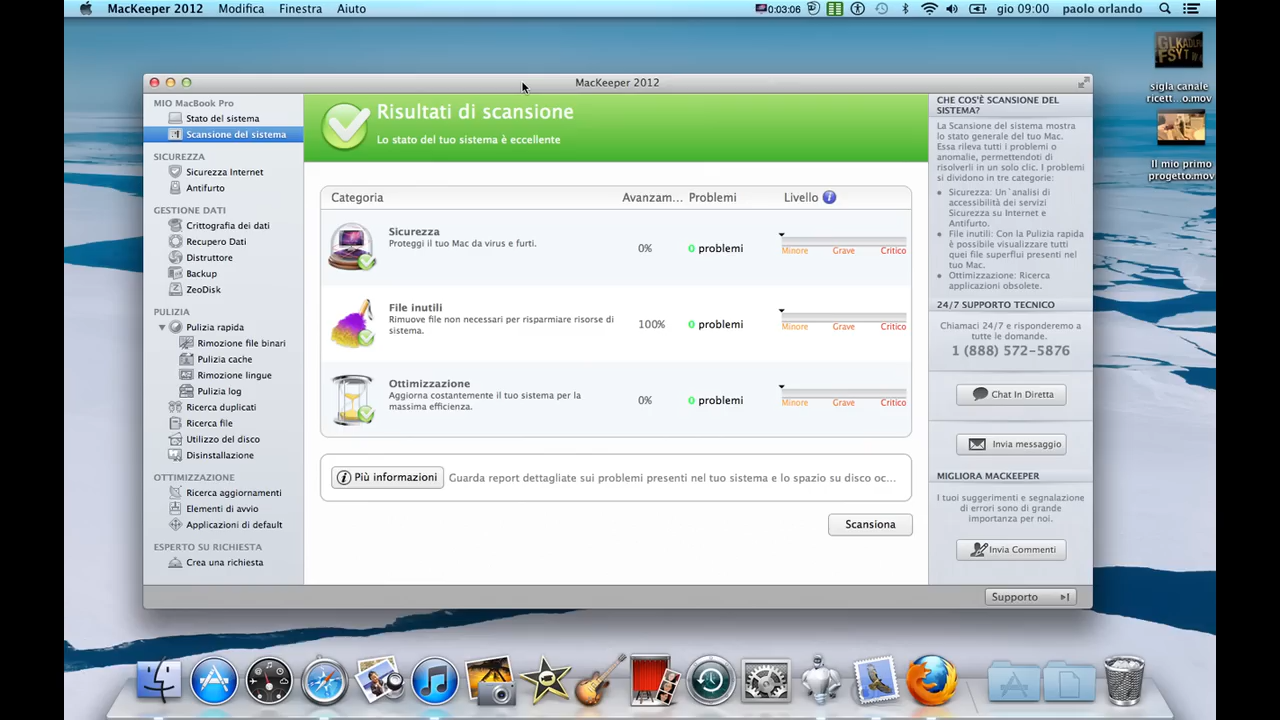 MacKeeper 2012 Modifica Finestra Aiuto 00:03:06 gio 09:00 paolo orlando
GLKADLF
FSYT
sigla canale
ricett...o.mov
Il mio primo
progetto.mov
MacKeeper 2012
MIO MacBook Pro
Stato del sistema
Scansione del sistema
SICUREZZA
Sicurezza Internet
Antifurto
GESTIONE DATI
Crittografia dei dati
Recupero Dati
Distruttore
Backup
ZeoDisk
PULIZIA
Pulizia rapida
Rimozione file binari
Pulizia cache
Rimozione lingue
Pulizia log
Ricerca duplicati
Ricerca file
Utilizzo del disco
Disinstallazione
OTTIMIZZAZIONE
Ricerca aggiornamenti
Elementi di avvio
Applicazioni di default
ESPERTO SU RICHIESTA
Crea una richiesta
Risultati di scansione
Lo stato del tuo sistema è eccellente
Categoria Avanzam... Problemi Livello
Sicurezza
Proteggi il tuo Mac da virus e furti.
0% 0 problemi
Minore Grave Critico
File inutili
Rimuove file non necessari per risparmiare risorse di
sistema.
100% 0 problemi
Minore Grave Critico
Ottimizzazione
Aggiorna costantemente il tuo sistema per la
massima efficienza.
0% 0 problemi
Minore Grave Critico
Più informazioni Guarda report dettagliate sui problemi presenti nel tuo sistema e lo spazio su disco oc...
Scansiona
CHE COS'È SCANSIONE DEL
SISTEMA?
La Scansione del sistema mostra
lo stato generale del tuo Mac.
Essa rileva tutti i problemi o
anomalie, permettendoti di
risolverli in un solo clic. I problemi
si dividono in tre categorie:
• Sicurezza: Un`analisi di
accessibilità dei servizi
Sicurezza su Internet e
Antifurto.
• File inutili: Con la Pulizia rapida
è possibile visualizzare tutti
quei file superflui presenti nel
tuo Mac.
• Ottimizzazione: Ricerca
applicazioni obsolete.
24/7 SUPPORTO TECNICO
Chiamaci 24/7 e risponderemo a
tutte le domande.
1 (888) 572-5876
Chat In Diretta
Invia messaggio
MIGLIORA MACKEEPER
I tuoi suggerimenti e segnalazione
di errori sono di grande
importanza per noi.
Invia Commenti
Supporto